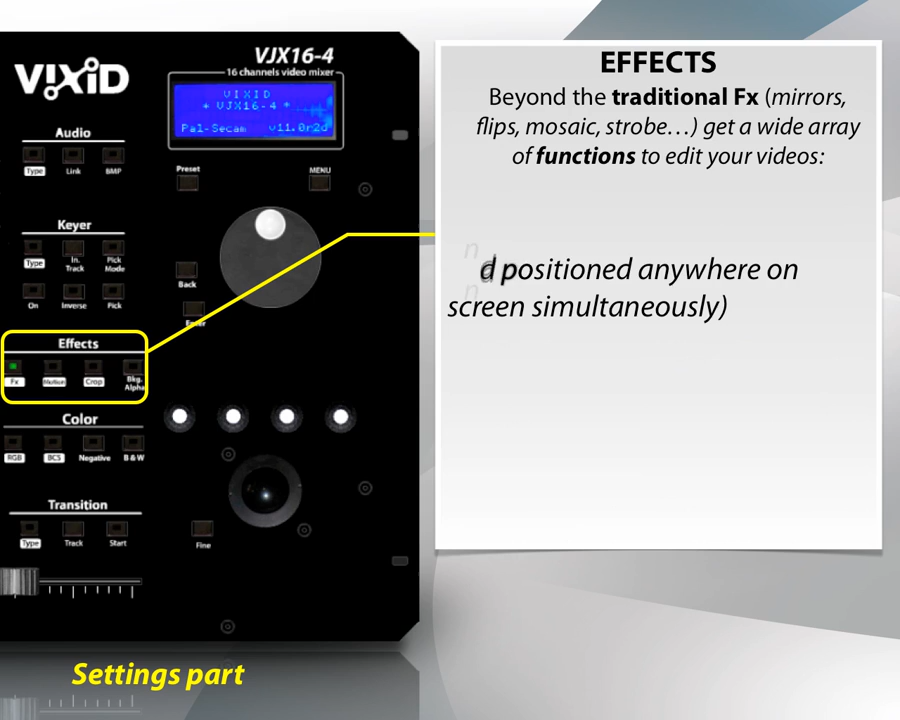 VIXID
VJX16-4
16 channels video mixer
VIXID
* VJX16-4 *
Pal-Secam v11.0r2d
Audio
Type Link BMP
Preset
MENU
Keyer
Type In. Track Pick Mode
On Inverse Pick
Back
Enter
Effects
Fx Motion Crop Bkg. Alpha
Color
RGB BCS Negative B & W
Transition
Type Track Start
Fine
Settings part
EFFECTS
Beyond the traditional Fx (mirrors,
flips, mosaic, strobe…) get a wide array
of functions to edit your videos:
positioned anywhere on
screen simultaneously)